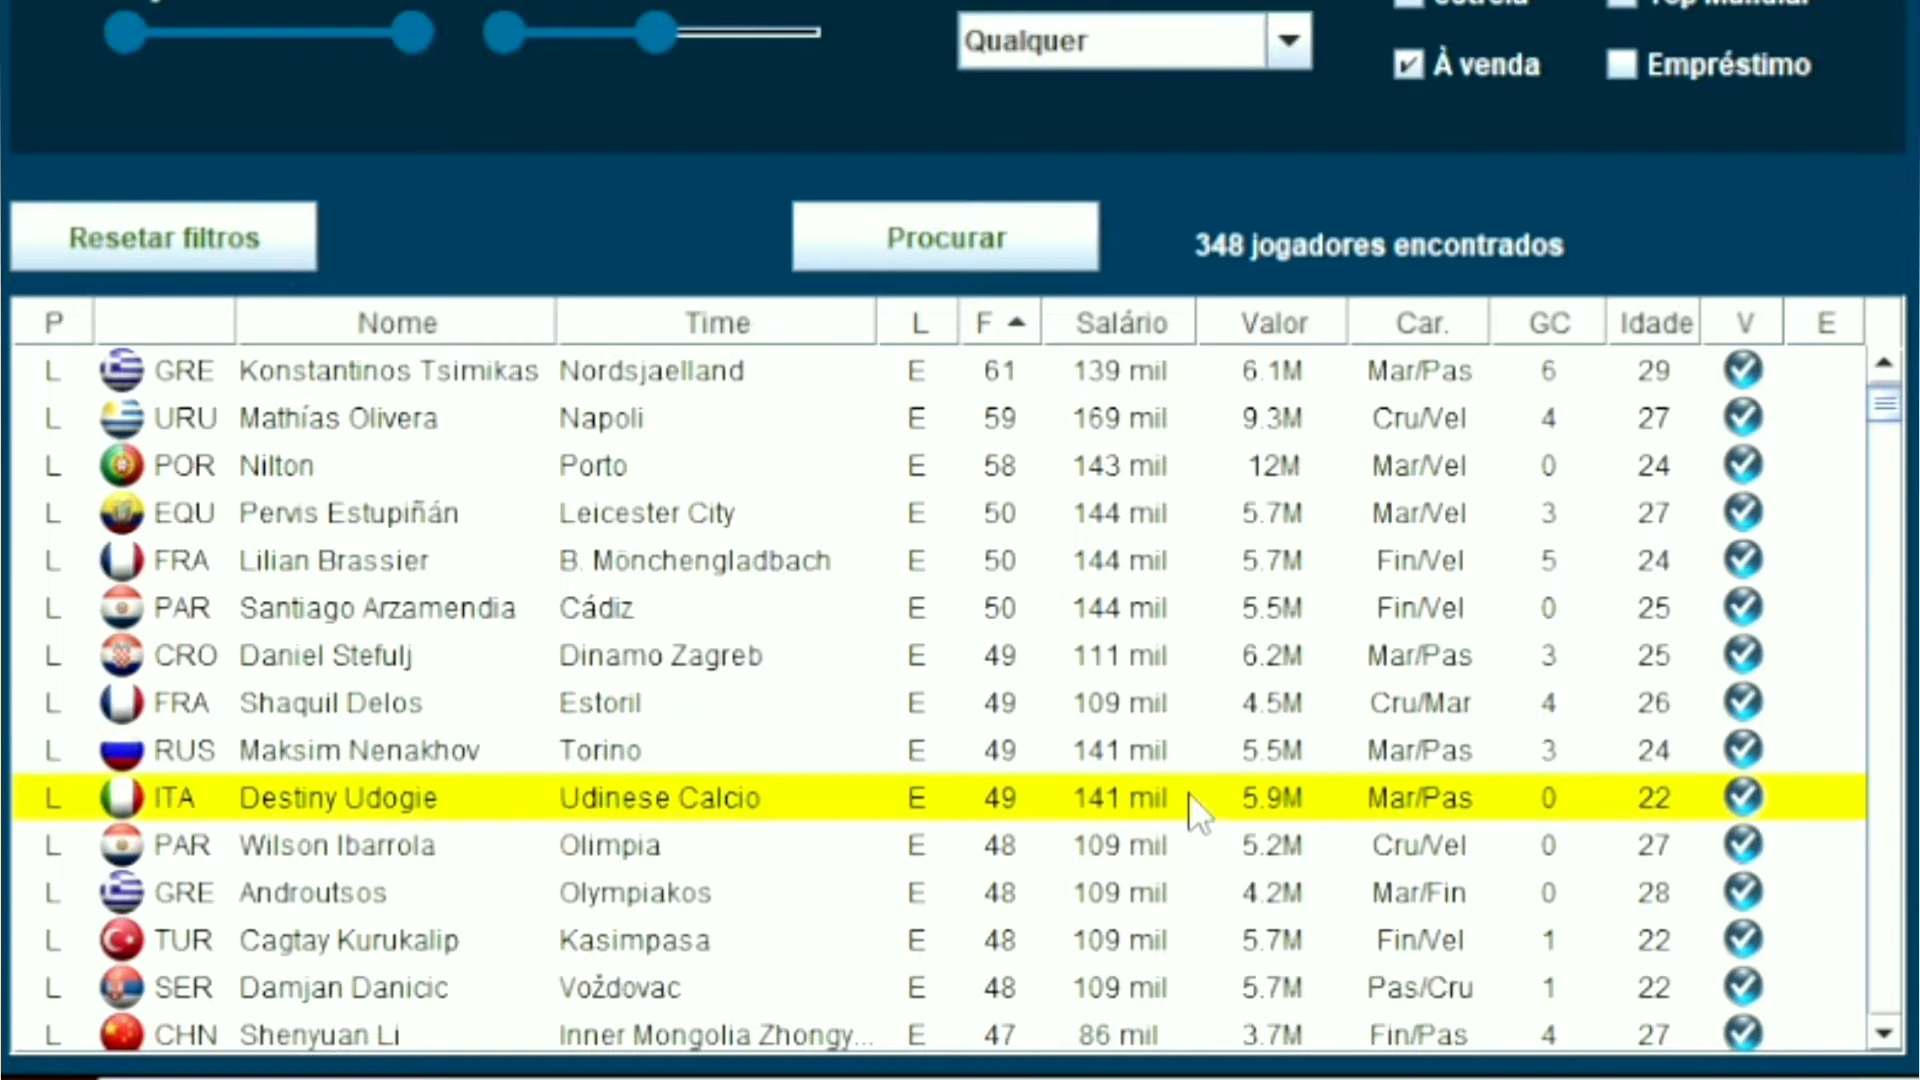 Qualquer
À venda Empréstimo
Resetar filtros Procurar 348 jogadores encontrados
P Nome Time L F Salário Valor Car. GC Idade V E
L GRE Konstantinos Tsimikas Nordsjaelland E 61 139 mil 6.1M Mar/Pas 6 29
L URU Mathías Olivera Napoli E 59 169 mil 9.3M Cru/Vel 4 27
L POR Nilton Porto E 58 143 mil 12M Mar/Vel 0 24
L EQU Pervis Estupiñán Leicester City E 50 144 mil 5.7M Mar/Vel 3 27
L FRA Lilian Brassier B. Mönchengladbach E 50 144 mil 5.7M Fin/Vel 5 24
L PAR Santiago Arzamendia Cádiz E 50 144 mil 5.5M Fin/Vel 0 25
L CRO Daniel Stefulj Dinamo Zagreb E 49 111 mil 6.2M Mar/Pas 3 25
L FRA Shaquil Delos Estoril E 49 109 mil 4.5M Cru/Mar 4 26
L RUS Maksim Nenakhov Torino E 49 141 mil 5.5M Mar/Pas 3 24
L ITA Destiny Udogie Udinese Calcio E 49 141 mil 5.9M Mar/Pas 0 22
L PAR Wilson Ibarrola Olimpia E 48 109 mil 5.2M Cru/Vel 0 27
L GRE Androutsos Olympiakos E 48 109 mil 4.2M Mar/Fin 0 28
L TUR Cagtay Kurukalip Kasimpasa E 48 109 mil 5.7M Fin/Vel 1 22
L SER Damjan Danicic Voždovac E 48 109 mil 5.7M Pas/Cru 1 22
L CHN Shenyuan Li Inner Mongolia Zhongy... E 47 86 mil 3.7M Fin/Pas 4 27